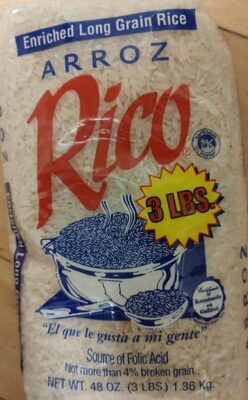 Enriched Long Grain Rice
ARROZ
Rico
3 LBS.
"El que le gusta a mi gente"
Source of Folic Acid
Not more than 4% broken grain
NET WT. 48 OZ. (3 LBS.) 1.36 Kg.